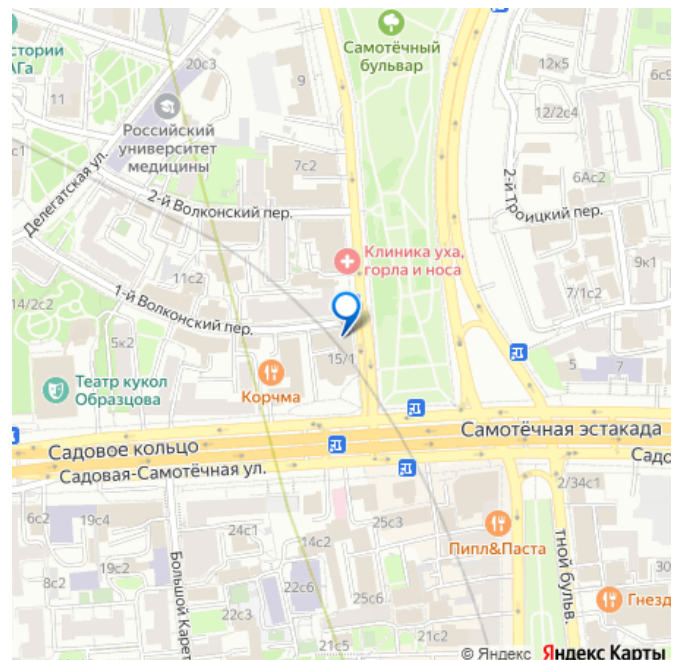 стории
АГа
20с3
Самотёчный
бульвар
12к5
6с9
11
9
Российский
университет
медицины
12/2с4
с1
7с2
6Ас2
Делегатская ул.
2-й Волконский пер.
2-й Троицкий пер.
Клиника уха,
горла и носа
9к1
11с2
7/1с2
14/2с2
1-й Волконский пер.
5к2
15/1
5
7
Театр кукол
Образцова
Корчма
Самотёчная эстакада
Садовое кольцо
Садо
Садовая-Самотёчная ул.
2/34с1
6с2
19с4
24с1
25с3
14с2
Пипл&Паста
тной бульв.
19с2
8с2
Большой Карет
22с6
25с6
30
Гнезд
22с3
21с5
21с2
© Яндекс Яндекс Карты